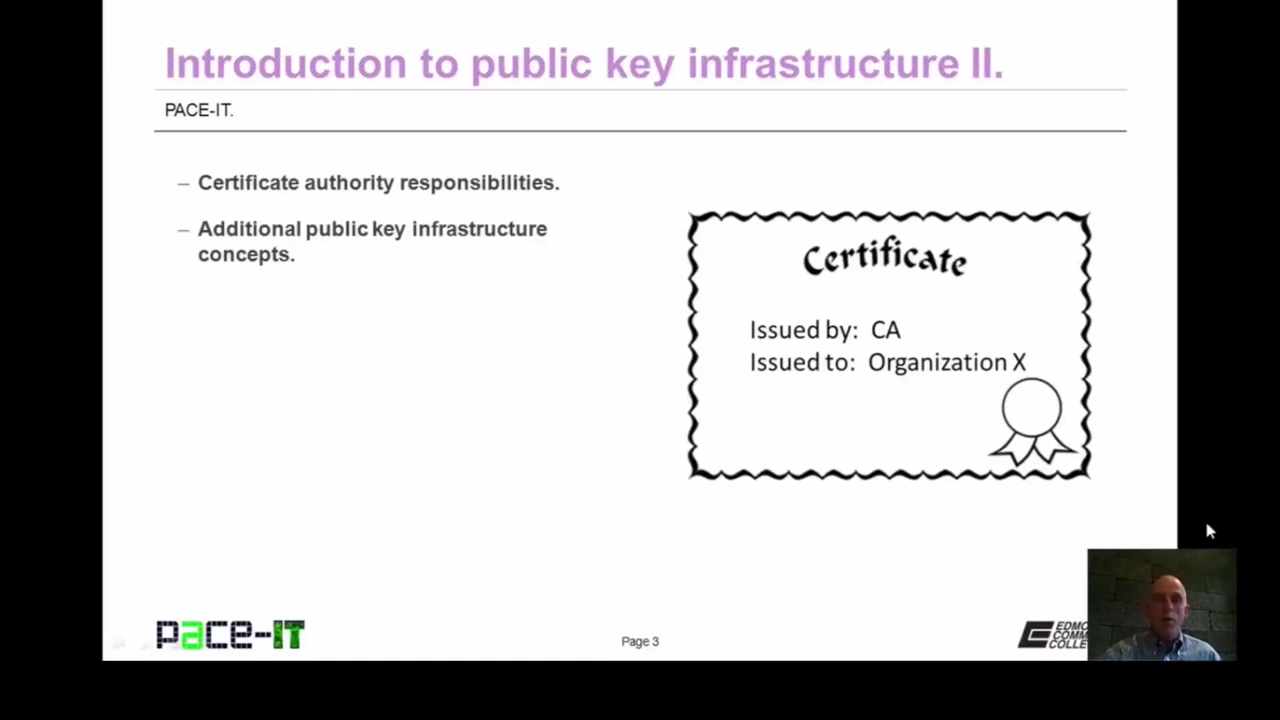 Introduction to public key infrastructure II.
PACE-IT.
– Certificate authority responsibilities.
– Additional public key infrastructure
concepts.
Certificate
Issued by: CA
Issued to: Organization X
pace-IT
Page 3